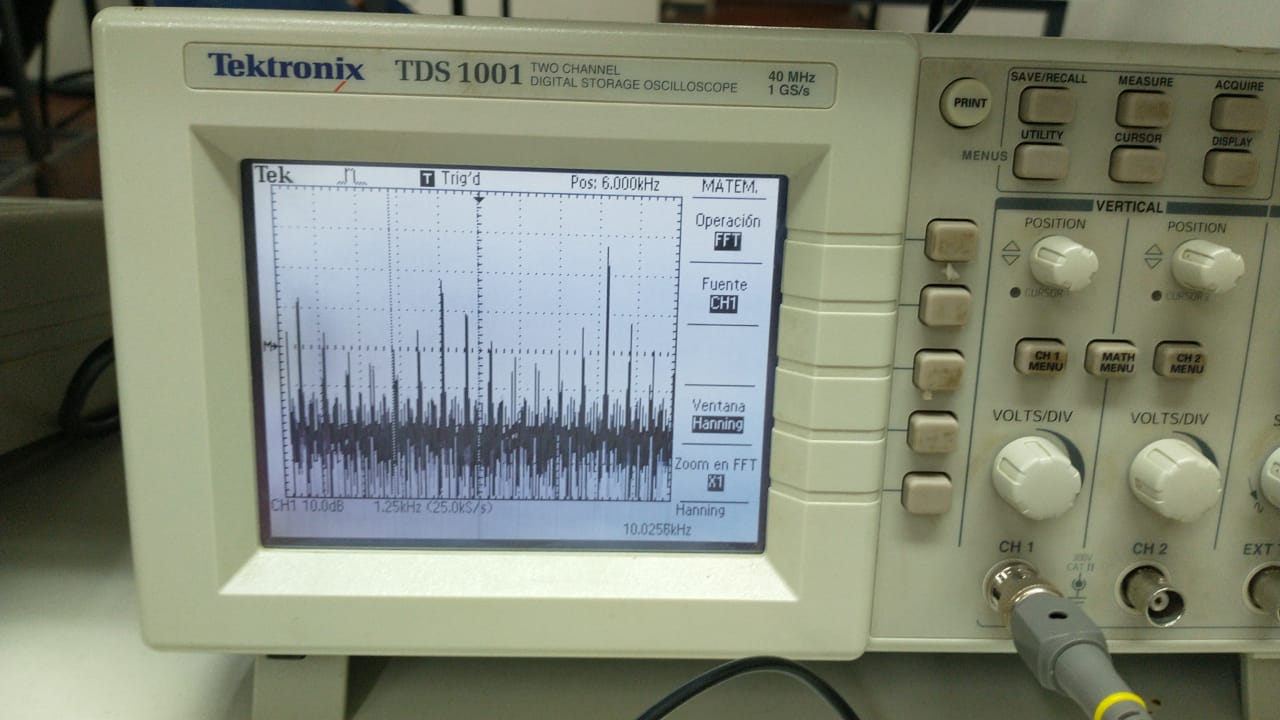 Tektronix
TDS 1001
TWO CHANNEL
DIGITAL STORAGE OSCILLOSCOPE
40 MHz
1 GS/s
Tek
T Trig'd
Pos: 6.000kHz
MATEM.
Operación
FFT
Fuente
CH1
Ventana
Hanning
Zoom en FFT
X1
Hanning
M
CH1 10.0dB
1.25kHz (25.0kS/s)
10.0256kHz
PRINT
SAVE/RECALL
MEASURE
ACQUIRE
MENUS
UTILITY
CURSOR
DISPLAY
VERTICAL
POSITION
POSITION
CURSOR 1
CURSOR 2
CH 1
MENU
MATH
MENU
CH 2
MENU
VOLTS/DIV
VOLTS/DIV
CH 1
300V
CAT II
CH 2
EXT